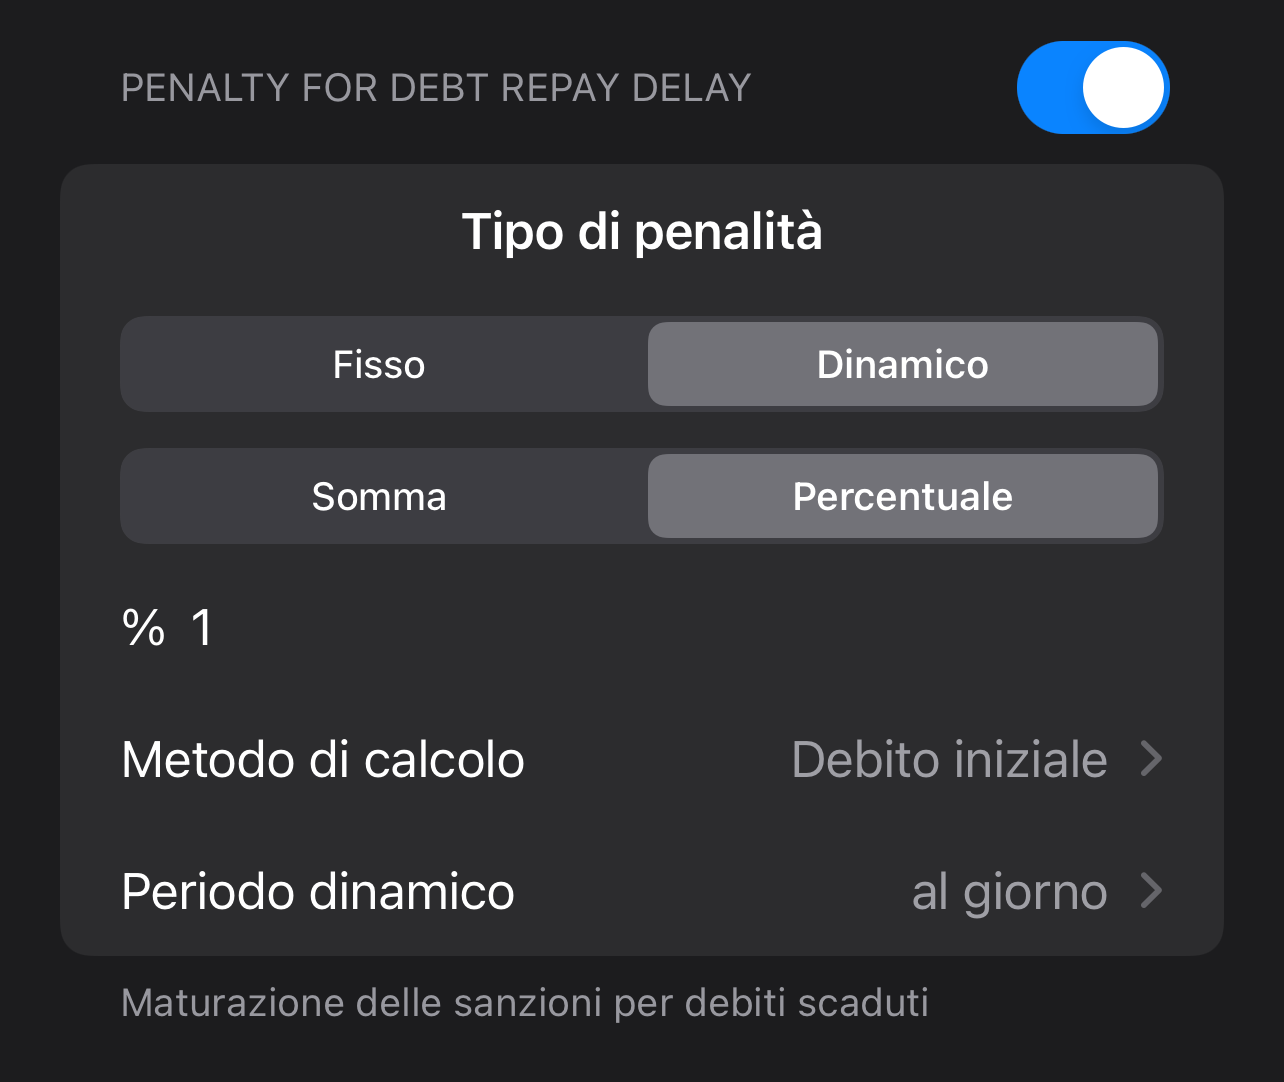 PENALTY FOR DEBT REPAY DELAY
Tipo di penalità
Fisso Dinamico
Somma Percentuale
% 1
Metodo di calcolo Debito iniziale
Periodo dinamico al giorno
Maturazione delle sanzioni per debiti scaduti